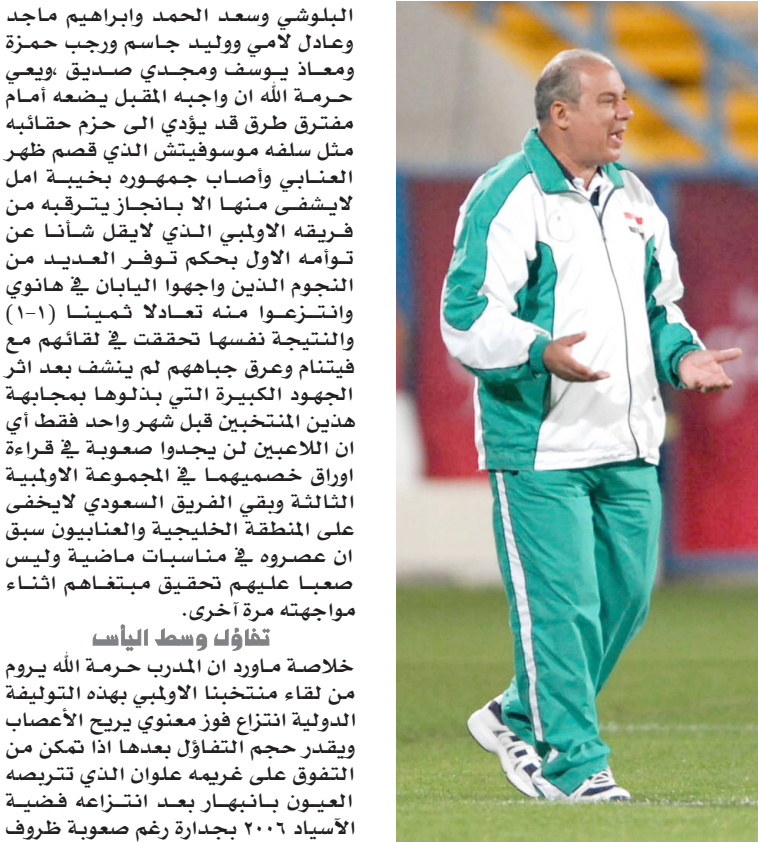 البلوشي وسعد الحمد وابراهيم ماجد
وعادل لامي ووليد جاسم ورجب حمزة
ومعاذ يوسف ومجدي صديق ،ويعي
حرمة الله ان واجبه المقبل يضعه أمام
مفترق طرق قد يؤدي الى حزم حقائبه
مثل سلفه موسوفيتش الذي قصم ظهر
العنابي وأصاب جمهوره بخيبة امل
لايشفى منها الا بانجاز يترقبه من
فريقه الاولمبي الذي لايقل شأنا عن
توأمه الاول بحكم توفر العديد من
النجوم الذين واجهوا اليابان في هانوي
وانتزعوا منه تعادلا ثمينا (١-١)
والنتيجة نفسها تحققت في لقائهم مع
فيتنام وعرق جباههم لم ينشف بعد اثر
الجهود الكبيرة التي بذلوها بمجابهة
هذين المنتخبين قبل شهر واحد فقط أي
ان اللاعبين لن يجدوا صعوبة في قراءة
اوراق خصميهما في المجموعة الاولمبية
الثالثة وبقي الفريق السعودي لايخفى
على المنطقة الخليجية والعنابيون سبق
ان عصروه في مناسبات ماضية وليس
صعبا عليهم تحقيق مبتغاهم اثناء
مواجهته مرة آخرى.
تفاؤل وسط اليأس
خلاصة ماورد ان المدرب حرمة الله يروم
من لقاء منتخبنا الاولمبي بهذه التوليفة
الدولية انتزاع فوز معنوي يريح الأعصاب
ويقدر حجم التفاؤل بعدها اذا تمكن من
التفوق على غريمه علوان الذي تتربصه
العيون بانبهار بعد انتزاعه فضية
الآسياد ٢٠٠٦ بجدارة رغم صعوبة ظروف